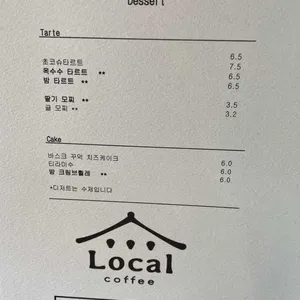 Dessert
Tarte
초코슈타르트 6.5
옥수수 타르트 ** 7.5
밤 타르트 ** 6.5
6.5
딸기 모찌 ** 3.5
귤 모찌 ** 3.2
Cake
바스크 꾸악 치즈케이크 6.0
티라미수 6.0
밤 크림브휠레 ** 6.0
*디저트는 수제입니다
Local
coffee